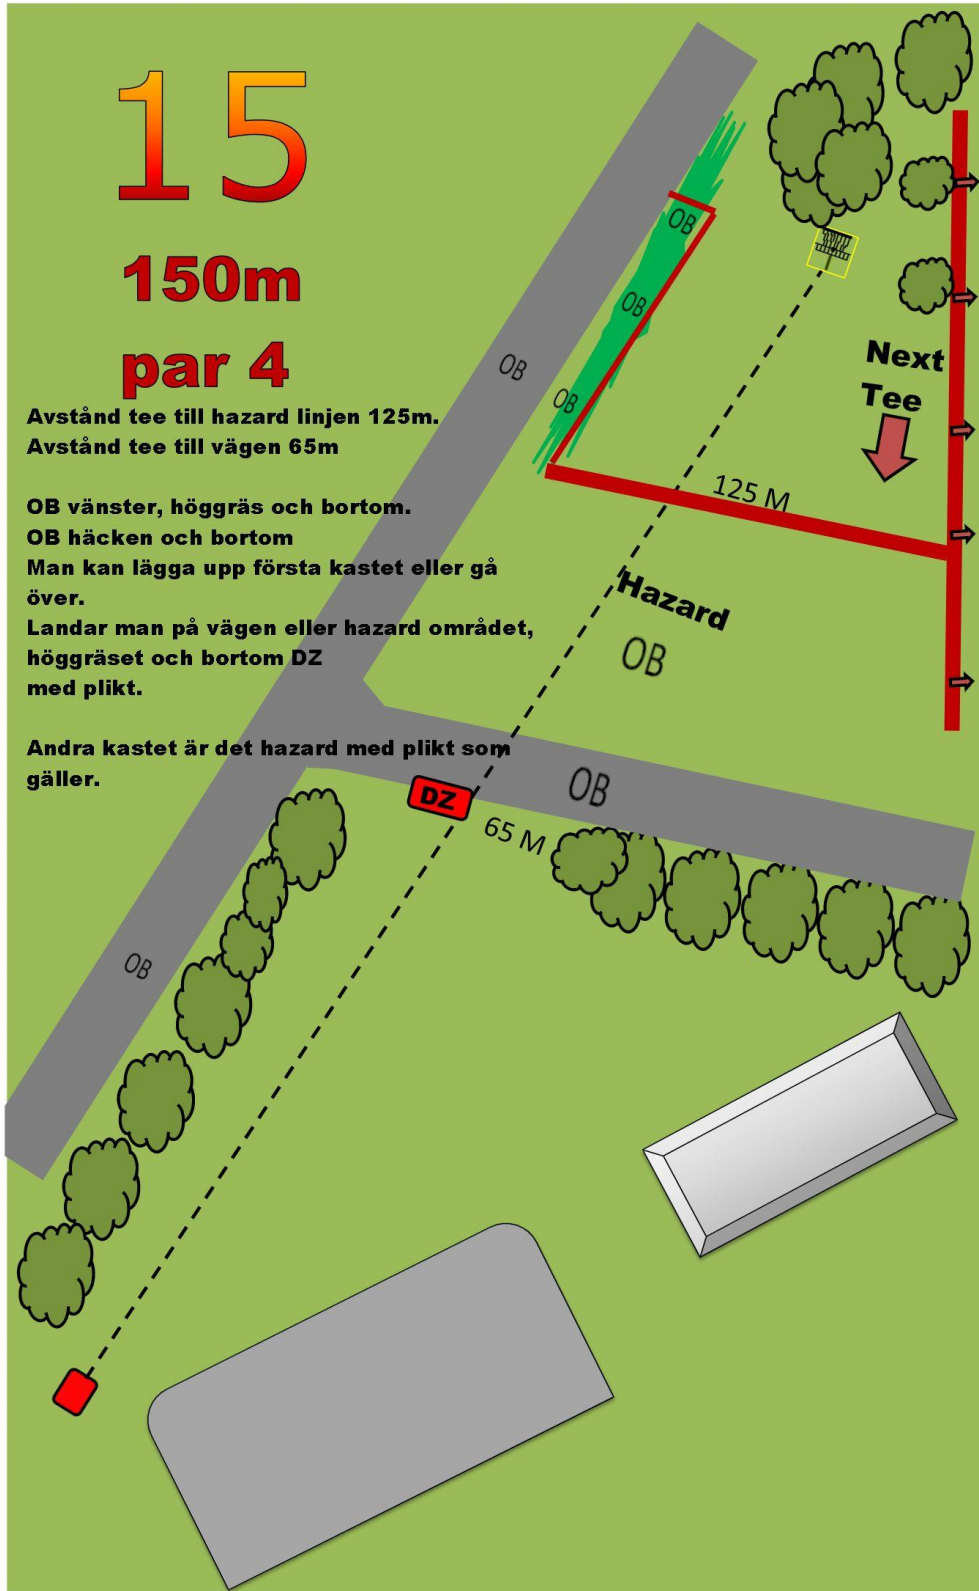 15
150m
par 4
Avstånd tee till hazard linjen 125m.
Avstånd tee till vägen 65m
OB vänster, höggräs och bortom.
OB häcken och bortom
Man kan lägga upp första kastet eller gå
över.
Landar man på vägen eller hazard området,
höggräset och bortom DZ
med plikt.
Andra kastet är det hazard med plikt som
gäller.
OB
OB
OB
OB
Next
Tee
125 M
Hazard
OB
OB
DZ
65 M
OB